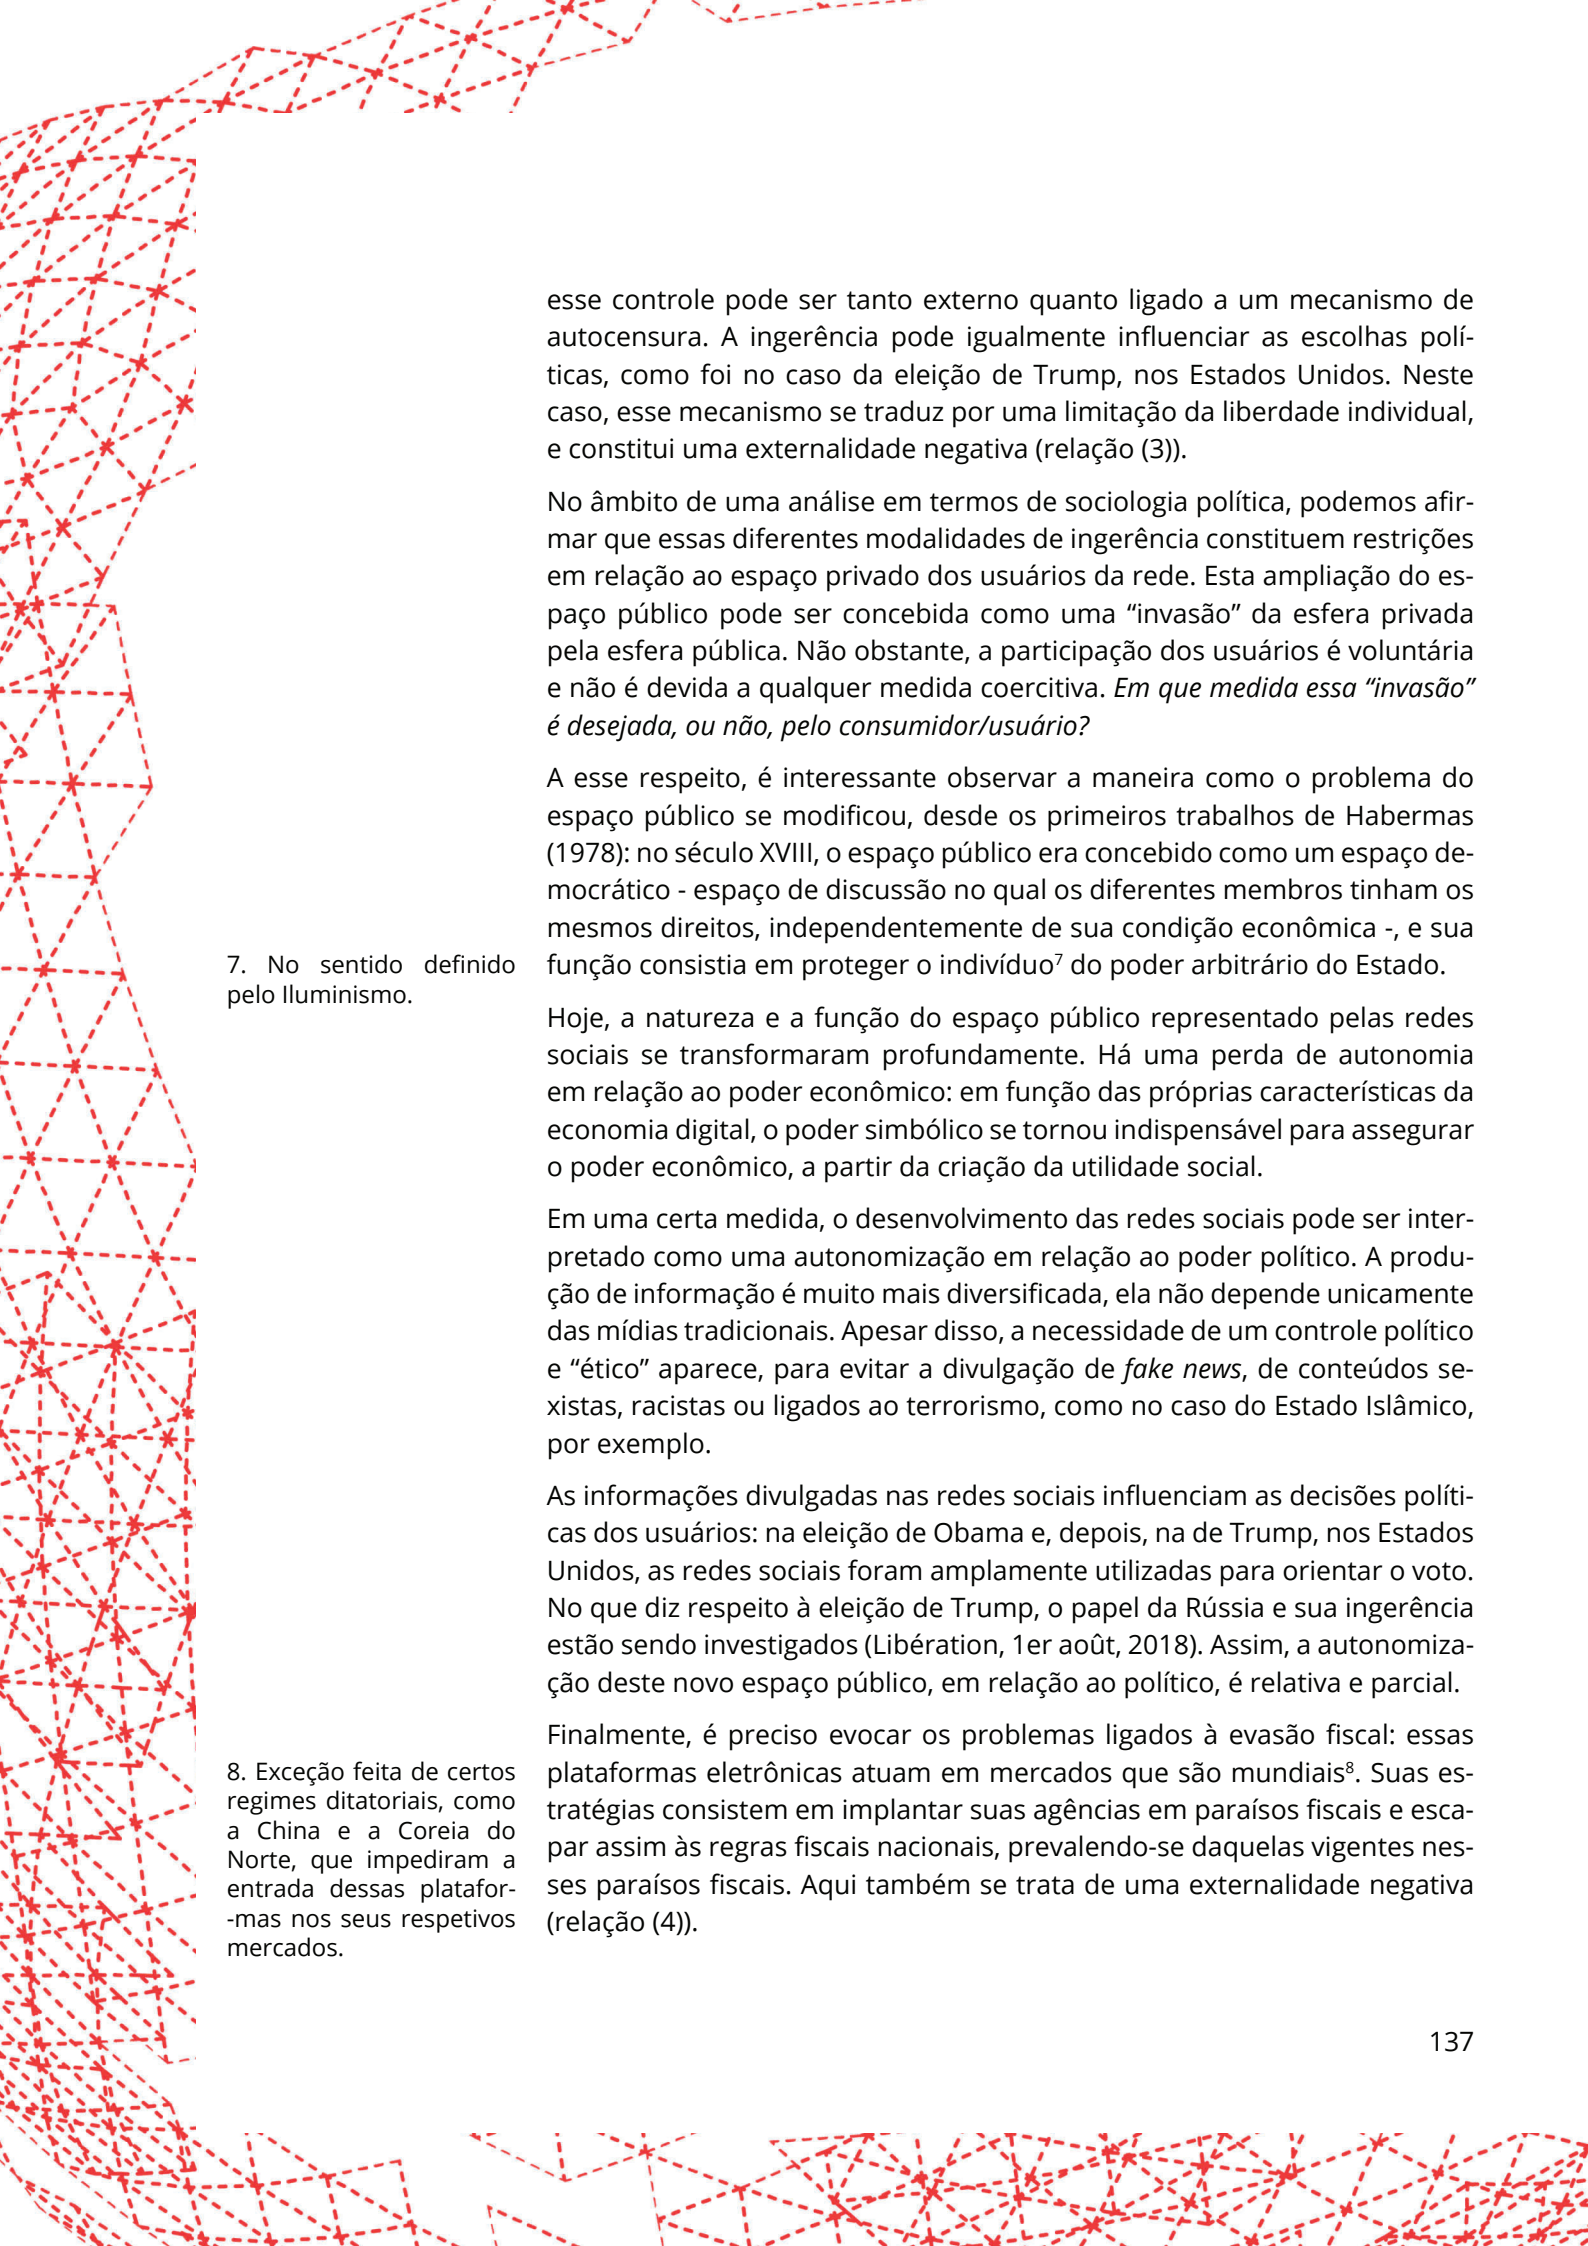 esse controle pode ser tanto externo quanto ligado a um mecanismo de
autocensura. A ingerência pode igualmente influenciar as escolhas polí-
ticas, como foi no caso da eleição de Trump, nos Estados Unidos. Neste
caso, esse mecanismo se traduz por uma limitação da liberdade individual,
e constitui uma externalidade negativa (relação (3)).
No âmbito de uma análise em termos de sociologia política, podemos afir-
mar que essas diferentes modalidades de ingerência constituem restrições
em relação ao espaço privado dos usuários da rede. Esta ampliação do es-
paço público pode ser concebida como uma “invasão” da esfera privada
pela esfera pública. Não obstante, a participação dos usuários é voluntária
e não é devida a qualquer medida coercitiva. Em que medida essa “invasão”
é desejada, ou não, pelo consumidor/usuário?
A esse respeito, é interessante observar a maneira como o problema do
espaço público se modificou, desde os primeiros trabalhos de Habermas
(1978): no século XVIII, o espaço público era concebido como um espaço de-
mocrático - espaço de discussão no qual os diferentes membros tinham os
mesmos direitos, independentemente de sua condição econômica -, e sua
função consistia em proteger o indivíduo7 do poder arbitrário do Estado.
7. No sentido definido
pelo Iluminismo.
Hoje, a natureza e a função do espaço público representado pelas redes
sociais se transformaram profundamente. Há uma perda de autonomia
em relação ao poder econômico: em função das próprias características da
economia digital, o poder simbólico se tornou indispensável para assegurar
o poder econômico, a partir da criação da utilidade social.
Em uma certa medida, o desenvolvimento das redes sociais pode ser inter-
pretado como uma autonomização em relação ao poder político. A produ-
ção de informação é muito mais diversificada, ela não depende unicamente
das mídias tradicionais. Apesar disso, a necessidade de um controle político
e “ético” aparece, para evitar a divulgação de fake news, de conteúdos se-
xistas, racistas ou ligados ao terrorismo, como no caso do Estado Islâmico,
por exemplo.
As informações divulgadas nas redes sociais influenciam as decisões políti-
cas dos usuários: na eleição de Obama e, depois, na de Trump, nos Estados
Unidos, as redes sociais foram amplamente utilizadas para orientar o voto.
No que diz respeito à eleição de Trump, o papel da Rússia e sua ingerência
estão sendo investigados (Libération, 1er août, 2018). Assim, a autonomiza-
ção deste novo espaço público, em relação ao político, é relativa e parcial.
Finalmente, é preciso evocar os problemas ligados à evasão fiscal: essas
plataformas eletrônicas atuam em mercados que são mundiais8. Suas es-
tratégias consistem em implantar suas agências em paraísos fiscais e esca-
par assim às regras fiscais nacionais, prevalendo-se daquelas vigentes nes-
ses paraísos fiscais. Aqui também se trata de uma externalidade negativa
(relação (4)).
8. Exceção feita de certos
regimes ditatoriais, como
a China e a Coreia do
Norte, que impediram a
entrada dessas platafor-
-mas nos seus respetivos
mercados.
137